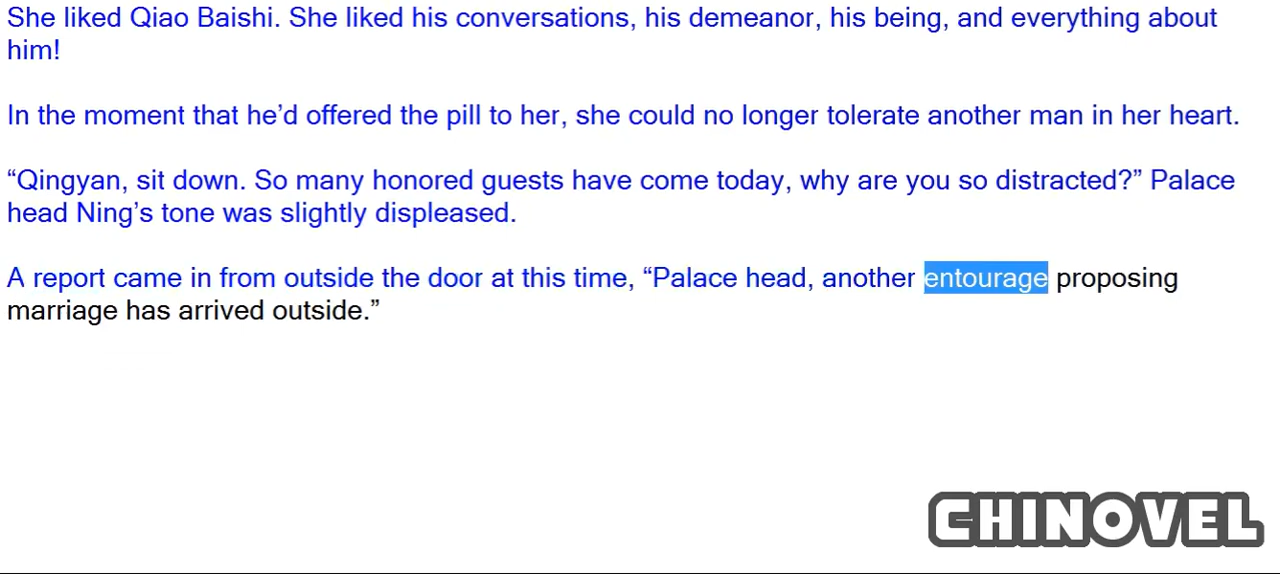 She liked Qiao Baishi. She liked his conversations, his demeanor, his being, and everything about
him!
In the moment that he’d offered the pill to her, she could no longer tolerate another man in her heart.
“Qingyan, sit down. So many honored guests have come today, why are you so distracted?” Palace
head Ning’s tone was slightly displeased.
A report came in from outside the door at this time, “Palace head, another entourage proposing
marriage has arrived outside.”
CHINOVEL